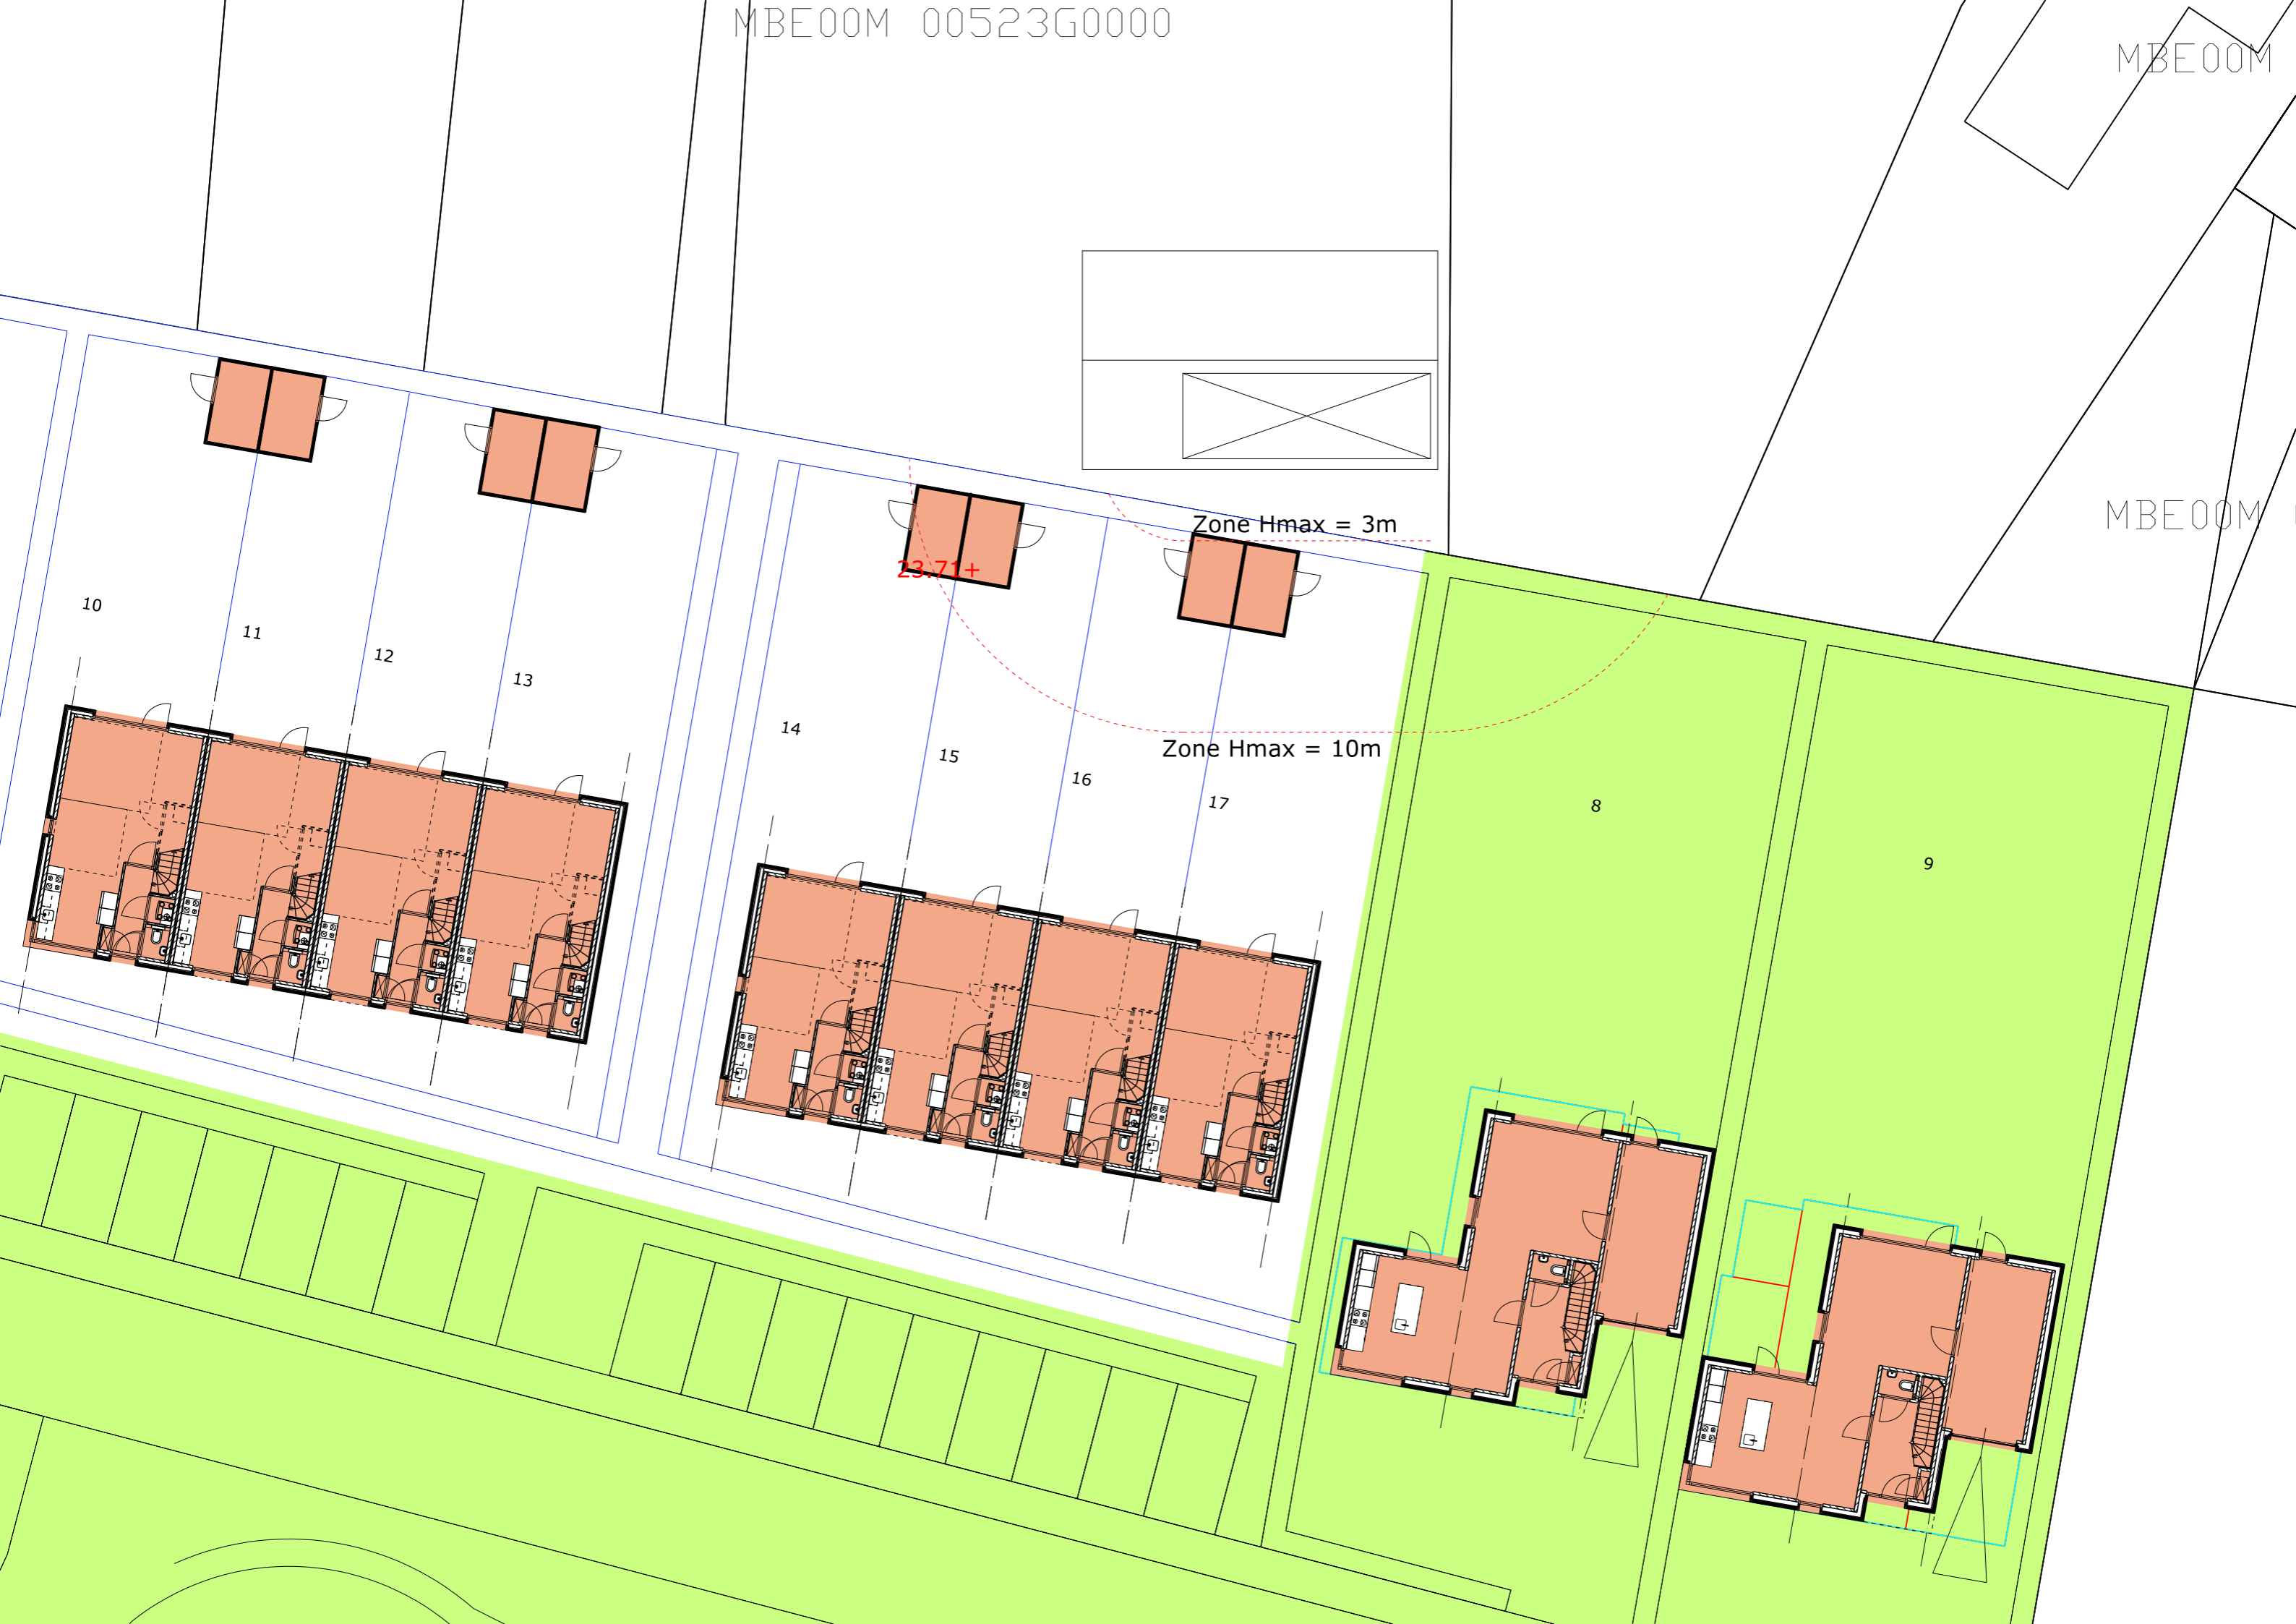 MBE00M 00523G0000
MBE00M
MBE00M
Zone Hmax = 3m
23.71+
10
11
12
13
14
15
16
17
Zone Hmax = 10m
8
9